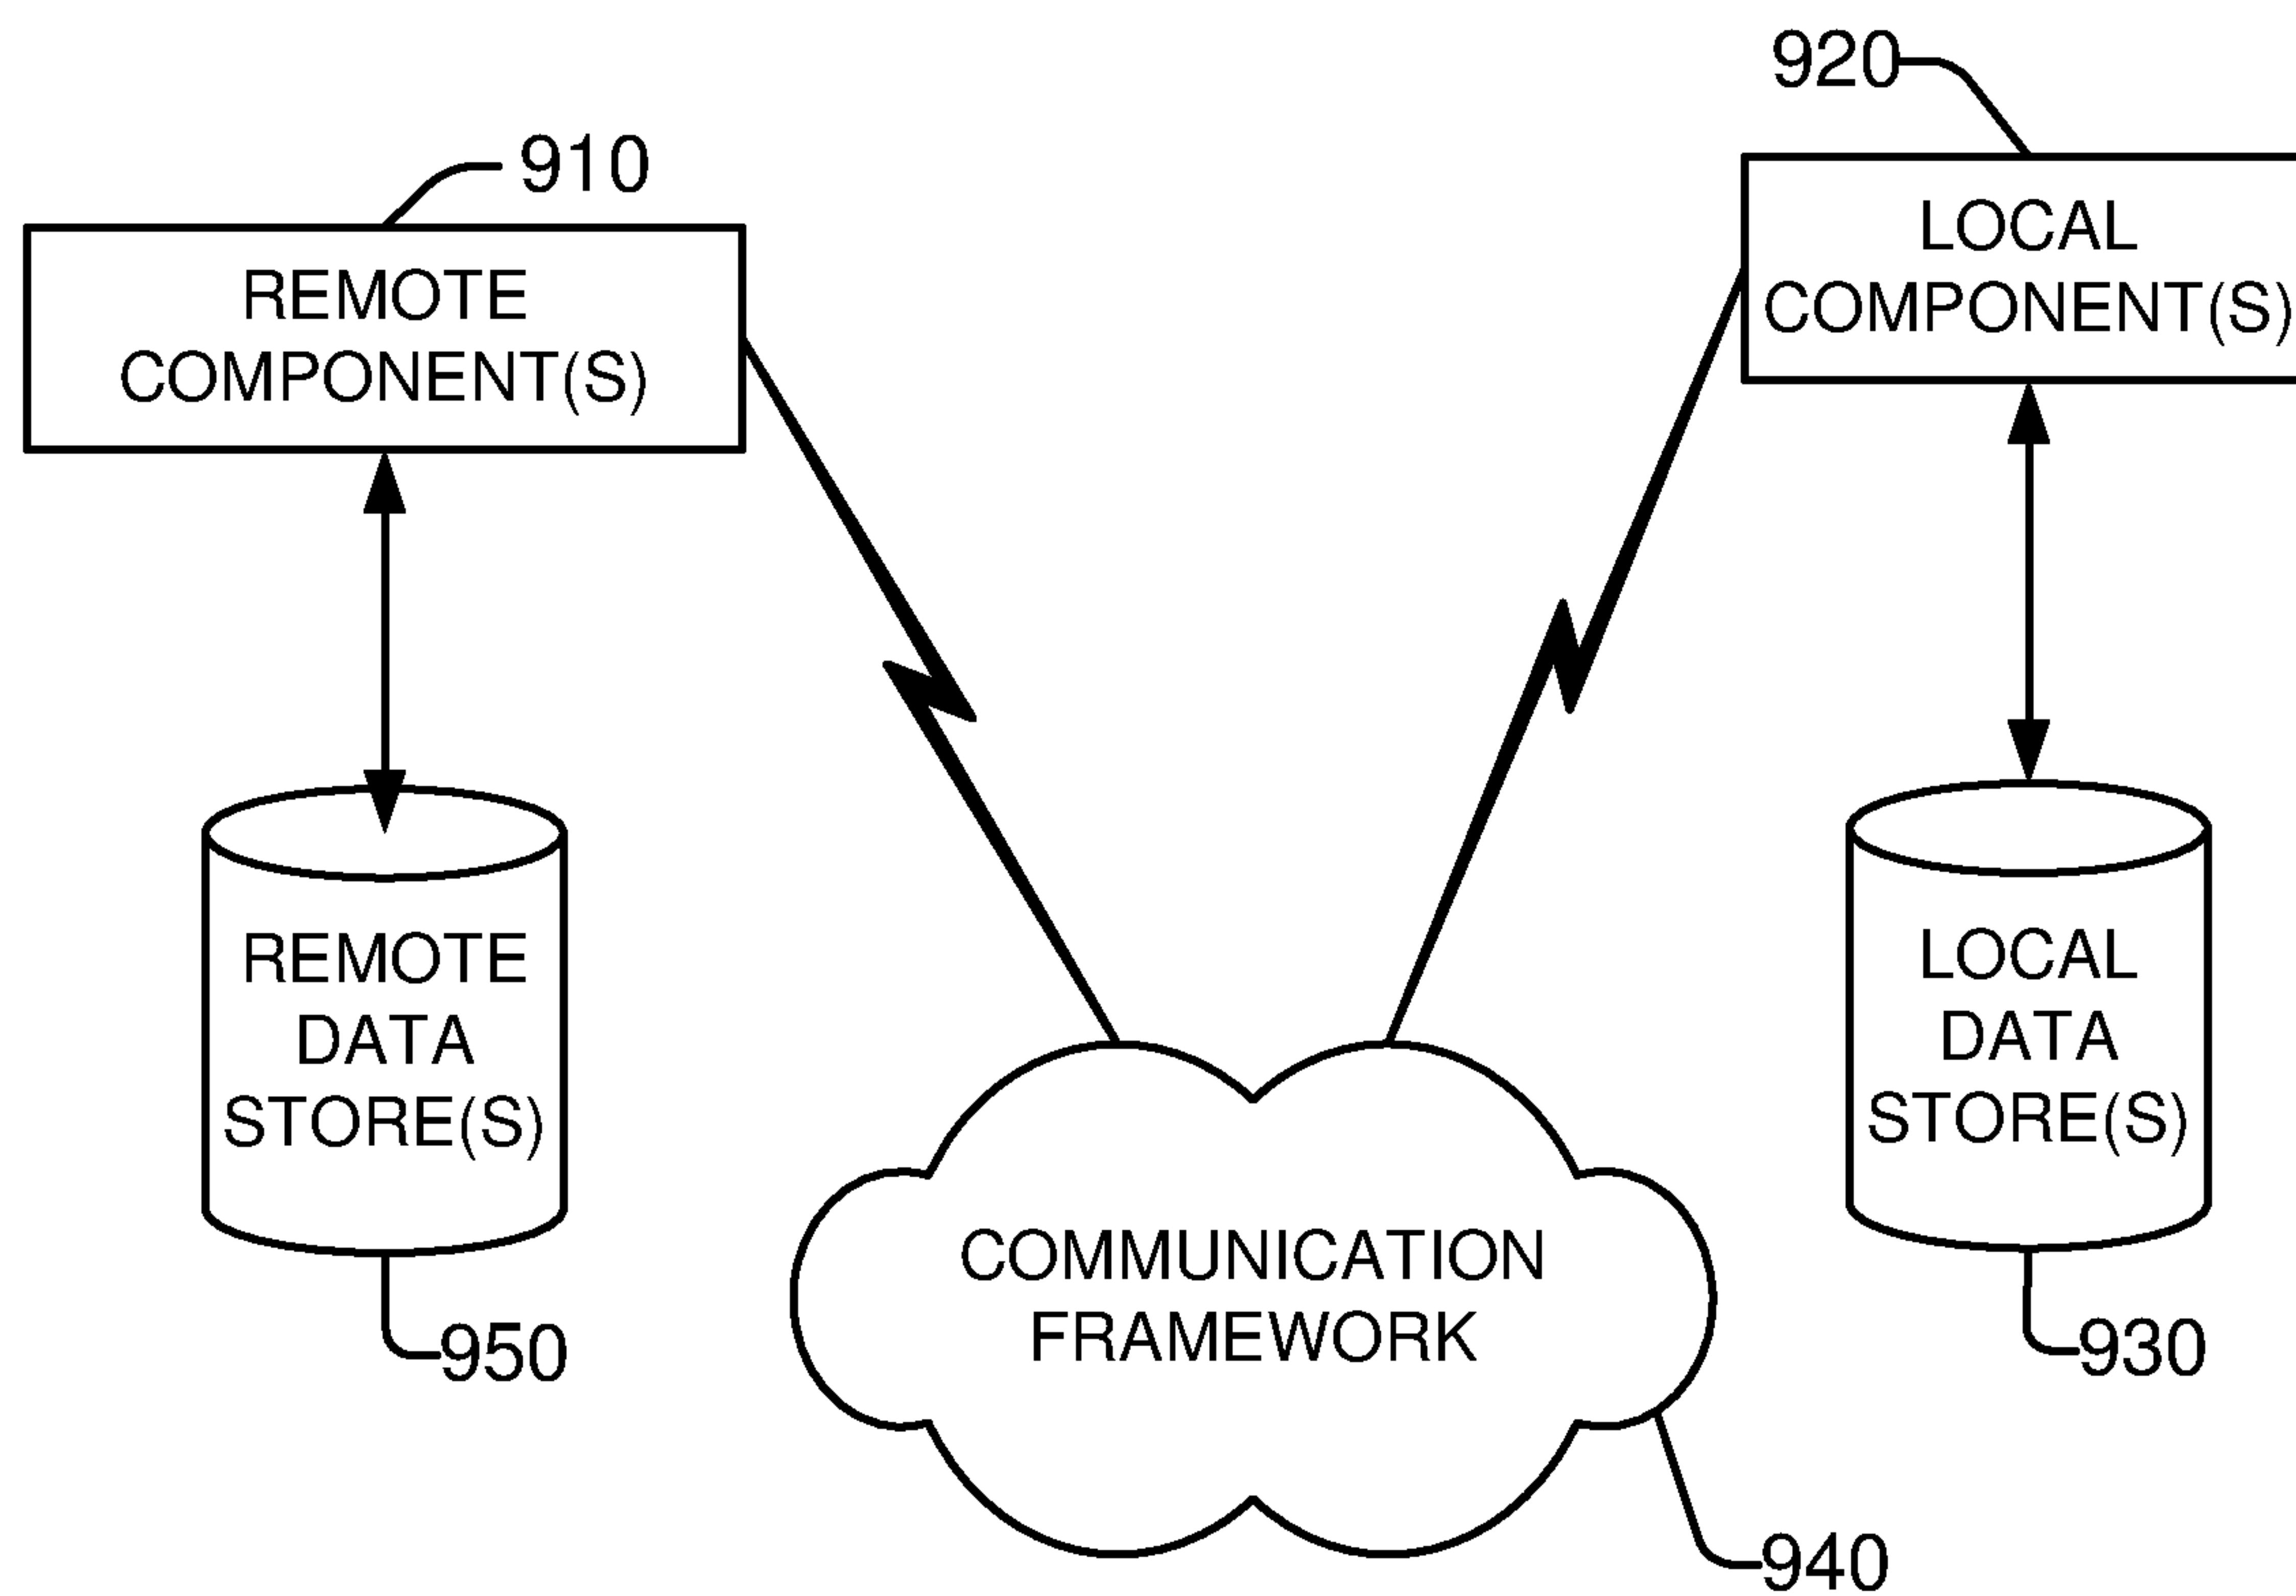 920
910
LOCAL
COMPONENT(S)
REMOTE
COMPONENT(S)
REMOTE
DATA
STORE(S)
LOCAL
DATA
STORE(S)
COMMUNICATION
FRAMEWORK
950
930
940